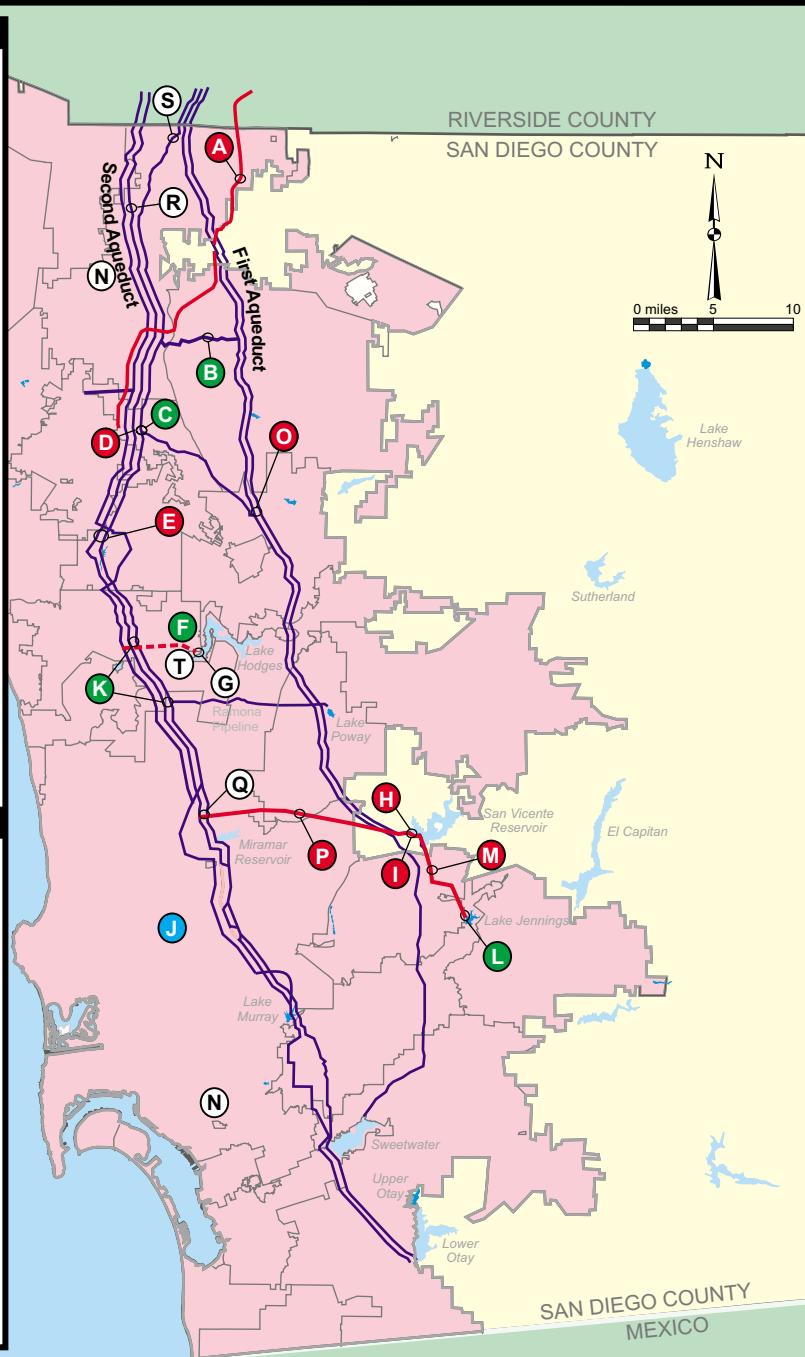 S
RIVERSIDE COUNTY
SAN DIEGO COUNTY
A
N
R
Second Aqueduct
First Aqueduct
N
0 miles 5 10
B
C
D
O
Lake
Henshaw
E
Sutherland
F
T
Lake
Hodges
G
K
Ramona
Pipeline
Lake
Poway
Q
H
San Vicente
Reservoir
El Capitan
Miramar
Reservoir
P
I
M
Lake Jennings
J
L
Lake
Murray
N
Sweetwater
Upper
Otay
Lower
Otay
SAN DIEGO COUNTY
MEXICO